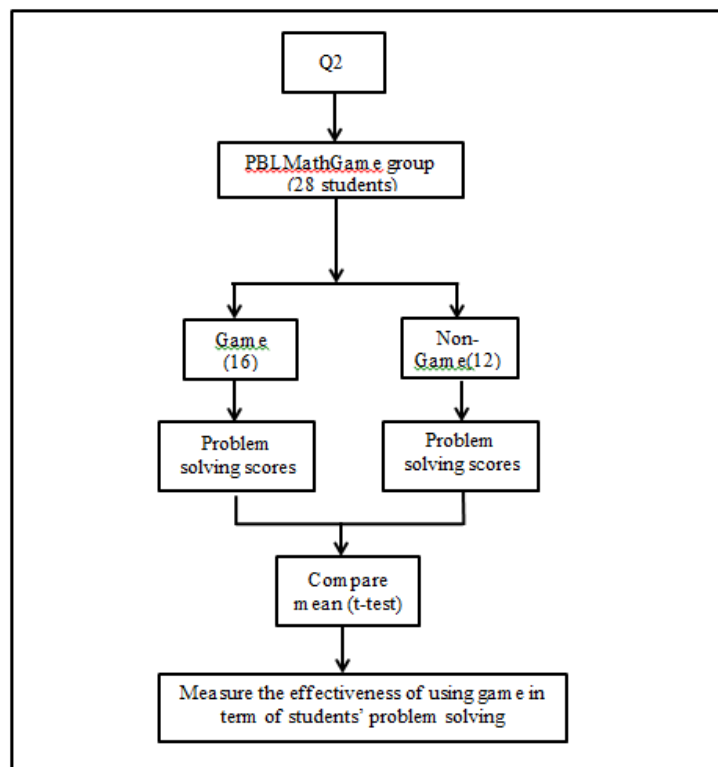 Q2
PBLMathGame group
(28 students)
Game
(16)
Non-
Game(12)
Problem
solving scores
Problem
solving scores
Compare
mean (t-test)
Measure the effectiveness of using game in
term of students’ problem solving